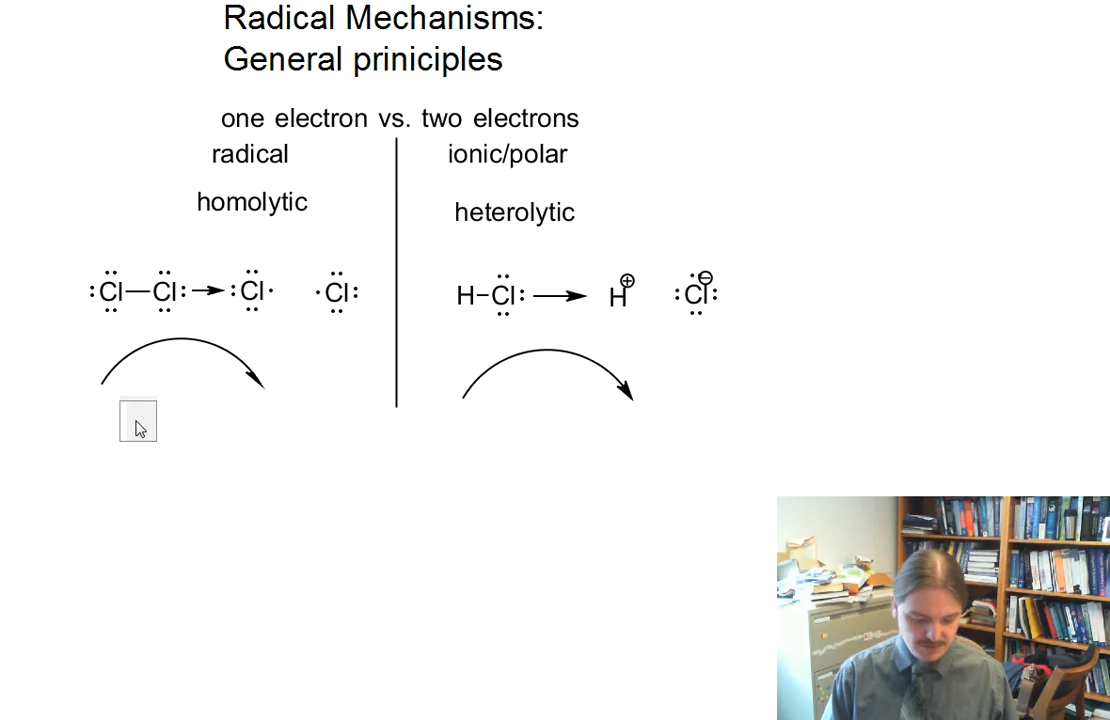 Radical Mechanisms:
General priniciples
one electron vs. two electrons
radical
ionic/polar
homolytic
heterolytic
:Cl—Cl: → :Cl· ·Cl:
H–Cl: → H⊕ :Cl:⊖